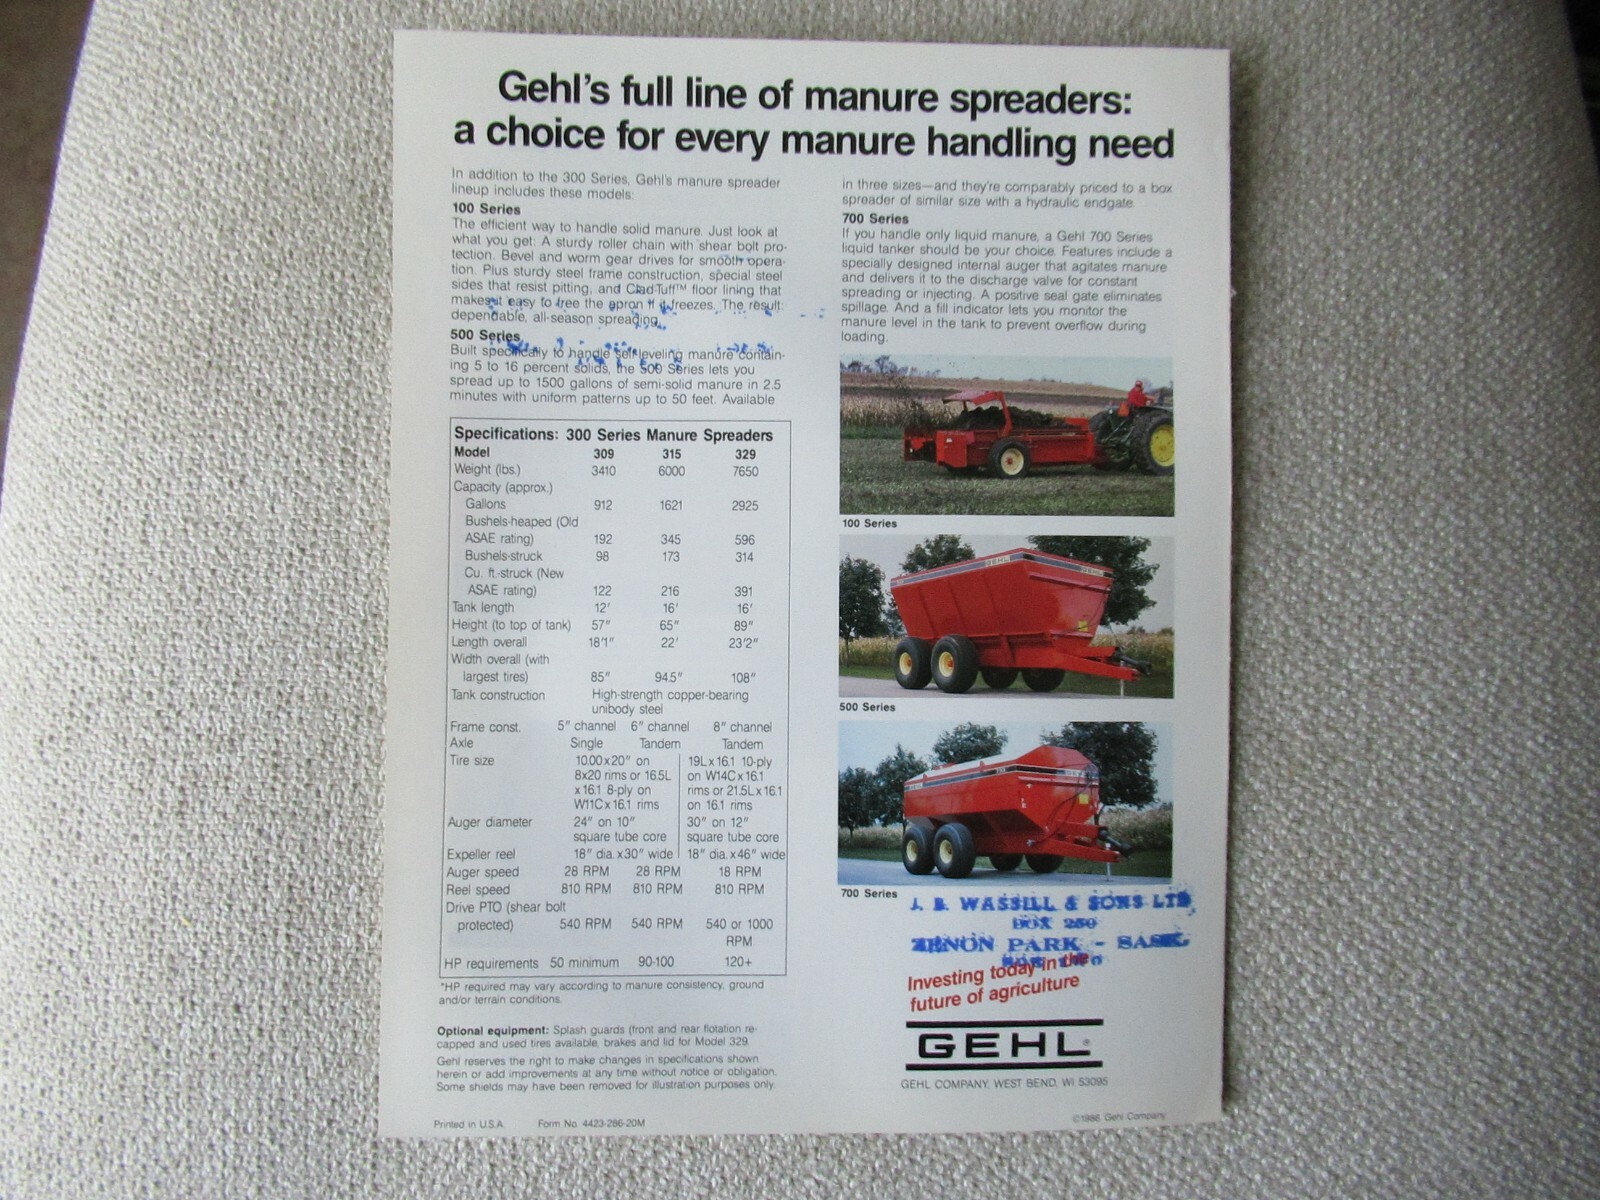 Gehl's full line of manure spreaders:
a choice for every manure handling need
In addition to the 300 Series, Gehl's manure spreader
lineup includes these models:
100 Series
The efficient way to handle solid manure. Just look at
what you get: A sturdy roller chain with shear bolt pro-
tection. Bevel and worm gear drives for smooth opera-
tion. Plus sturdy steel frame construction, special steel
sides that resist pitting, and Clad-Tuff™ floor lining that
makes it easy to free the apron if it freezes. The result:
dependable, all-season spreading.
500 Series
Built specifically to handle self-leveling manure contain-
ing 5 to 16 percent solids, the 500 Series lets you
spread up to 1500 gallons of semi-solid manure in 2.5
minutes with uniform patterns up to 50 feet. Available
in three sizes—and they're comparably priced to a box
spreader of similar size with a hydraulic endgate.
700 Series
If you handle only liquid manure, a Gehl 700 Series
liquid tanker should be your choice. Features include a
specially designed internal auger that agitates manure
and delivers it to the discharge valve for constant
spreading or injecting. A positive seal gate eliminates
spillage. And a fill indicator lets you monitor the
manure level in the tank to prevent overflow during
loading.
Specifications: 300 Series Manure Spreaders
Model 309 315 329
Weight (lbs.) 3410 6000 7650
Capacity (approx.)
Gallons 912 1621 2925
Bushels-heaped (Old
ASAE rating) 192 345 596
Bushels-struck 98 173 314
Cu. ft.-struck (New
ASAE rating) 122 216 391
Tank length 12' 16' 16'
Height (to top of tank) 57" 65" 89"
Length overall 18'1" 22' 23'2"
Width overall (with
largest tires) 85" 94.5" 108"
Tank construction High-strength copper-bearing
unibody steel
Frame const. 5" channel 6" channel 8" channel
Axle Single Tandem Tandem
Tire size 10.00x20" on 19Lx16.1 10-ply
8x20 rims or 16.5L on W14Cx16.1
x16.1 8-ply on rims or 21.5Lx16.1
W11Cx16.1 rims on 16.1 rims
Auger diameter 24" on 10" 30" on 12"
square tube core square tube core
Expeller reel 18" dia. x30" wide 18" dia. x46" wide
Auger speed 28 RPM 28 RPM 18 RPM
Reel speed 810 RPM 810 RPM 810 RPM
Drive PTO (shear bolt
protected) 540 RPM 540 RPM 540 or 1000
RPM
HP requirements 50 minimum 90-100 120+
*HP required may vary according to manure consistency, ground
and/or terrain conditions.
Optional equipment: Splash guards (front and rear flotation re-
capped and used tires available, brakes and lid for Model 329.
Gehl reserves the right to make changes in specifications shown
herein or add improvements at any time without notice or obligation.
Some shields may have been removed for illustration purposes only.
Printed in U.S.A. Form No. 4423-286-20M
100 Series
GEHL
500 Series
700 Series
J. B. WASSILL & SONS LTD.
BOX 250
ZENON PARK - SASK.
Investing today in the
future of agriculture
GEHL®
GEHL COMPANY, WEST BEND, WI 53095
©1986 Gehl Company